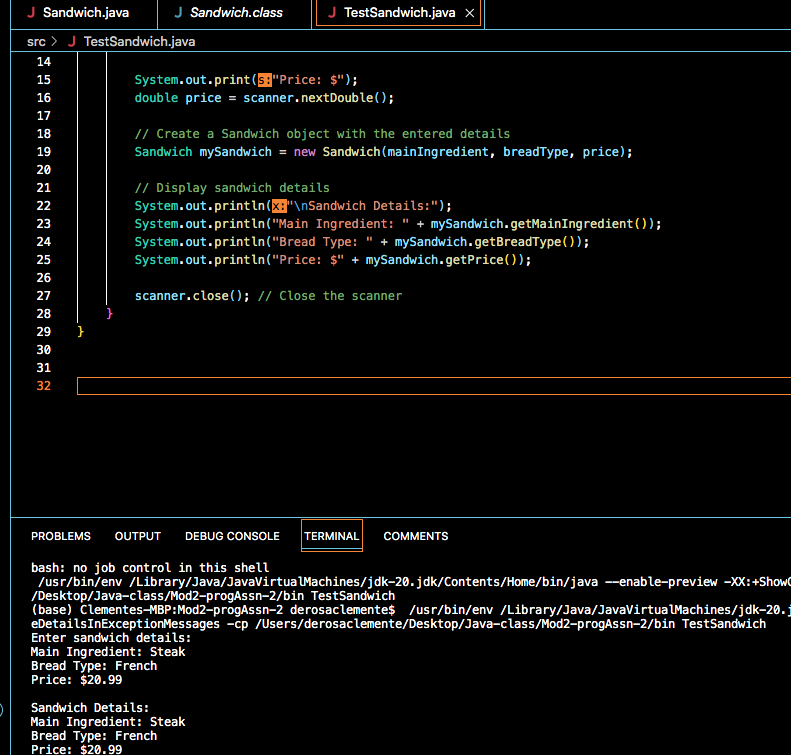 Sandwich.java
Sandwich.class
TestSandwich.java
src > TestSandwich.java
14
15 System.out.print(s:"Price: $");
16 double price = scanner.nextDouble();
17
18 // Create a Sandwich object with the entered details
19 Sandwich mySandwich = new Sandwich(mainIngredient, breadType, price);
20
21 // Display sandwich details
22 System.out.println(x:"\nSandwich Details:");
23 System.out.println("Main Ingredient: " + mySandwich.getMainIngredient());
24 System.out.println("Bread Type: " + mySandwich.getBreadType());
25 System.out.println("Price: $" + mySandwich.getPrice());
26
27 scanner.close(); // Close the scanner
28 }
29 }
30
31
32
PROBLEMS OUTPUT DEBUG CONSOLE TERMINAL COMMENTS
bash: no job control in this shell
/usr/bin/env /Library/Java/JavaVirtualMachines/jdk-20.jdk/Contents/Home/bin/java --enable-preview -XX:+Show
/Desktop/Java-class/Mod2-progAssn-2/bin TestSandwich
(base) Clementes-MBP:Mod2-progAssn-2 derosaclemente$ /usr/bin/env /Library/Java/JavaVirtualMachines/jdk-20.j
eDetailsInExceptionMessages -cp /Users/derosaclemente/Desktop/Java-class/Mod2-progAssn-2/bin TestSandwich
Enter sandwich details:
Main Ingredient: Steak
Bread Type: French
Price: $20.99

Sandwich Details:
Main Ingredient: Steak
Bread Type: French
Price: $20.99